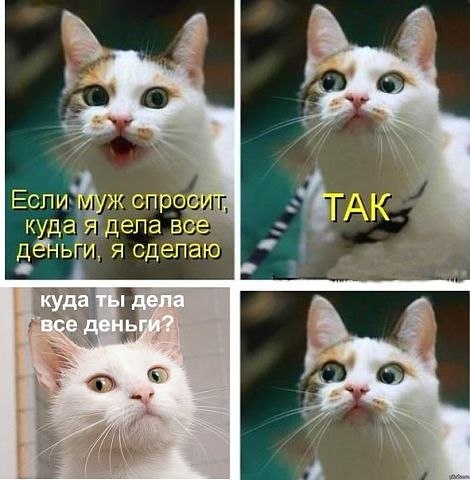 Если муж спросит,
куда я дела все
деньги, я сделаю
ТАК
куда ты дела
все деньги?